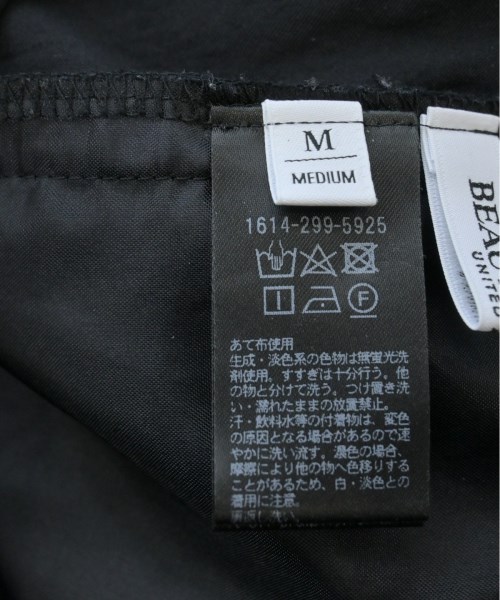 M
MEDIUM
BEAU
UNITED
1614-299-5925
F
あて布使用
生成・淡色系の色物は無蛍光洗
剤使用。すすぎは十分行う。他
の物と分けて洗う。つけ置き洗
い・濡れたままの放置禁止。
汗・飲料水等の付着物は、変色
の原因となる場合があるので速
やかに洗い流す。濃色の場合、
摩擦により他の物へ色移りする
ことがあるため、白・淡色との
着用に注意。